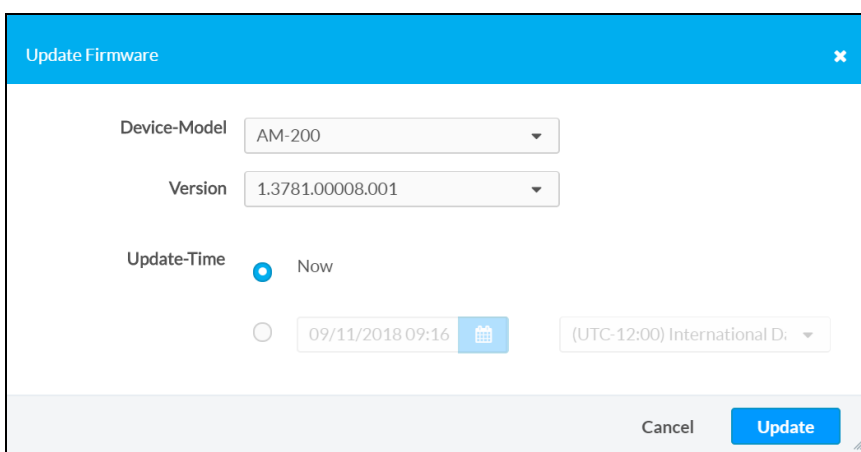 Update Firmware
Device-Model AM-200
Version 1.3781.00008.001
Update-Time Now
09/11/2018 09:16 (UTC-12:00) International Da
Cancel Update